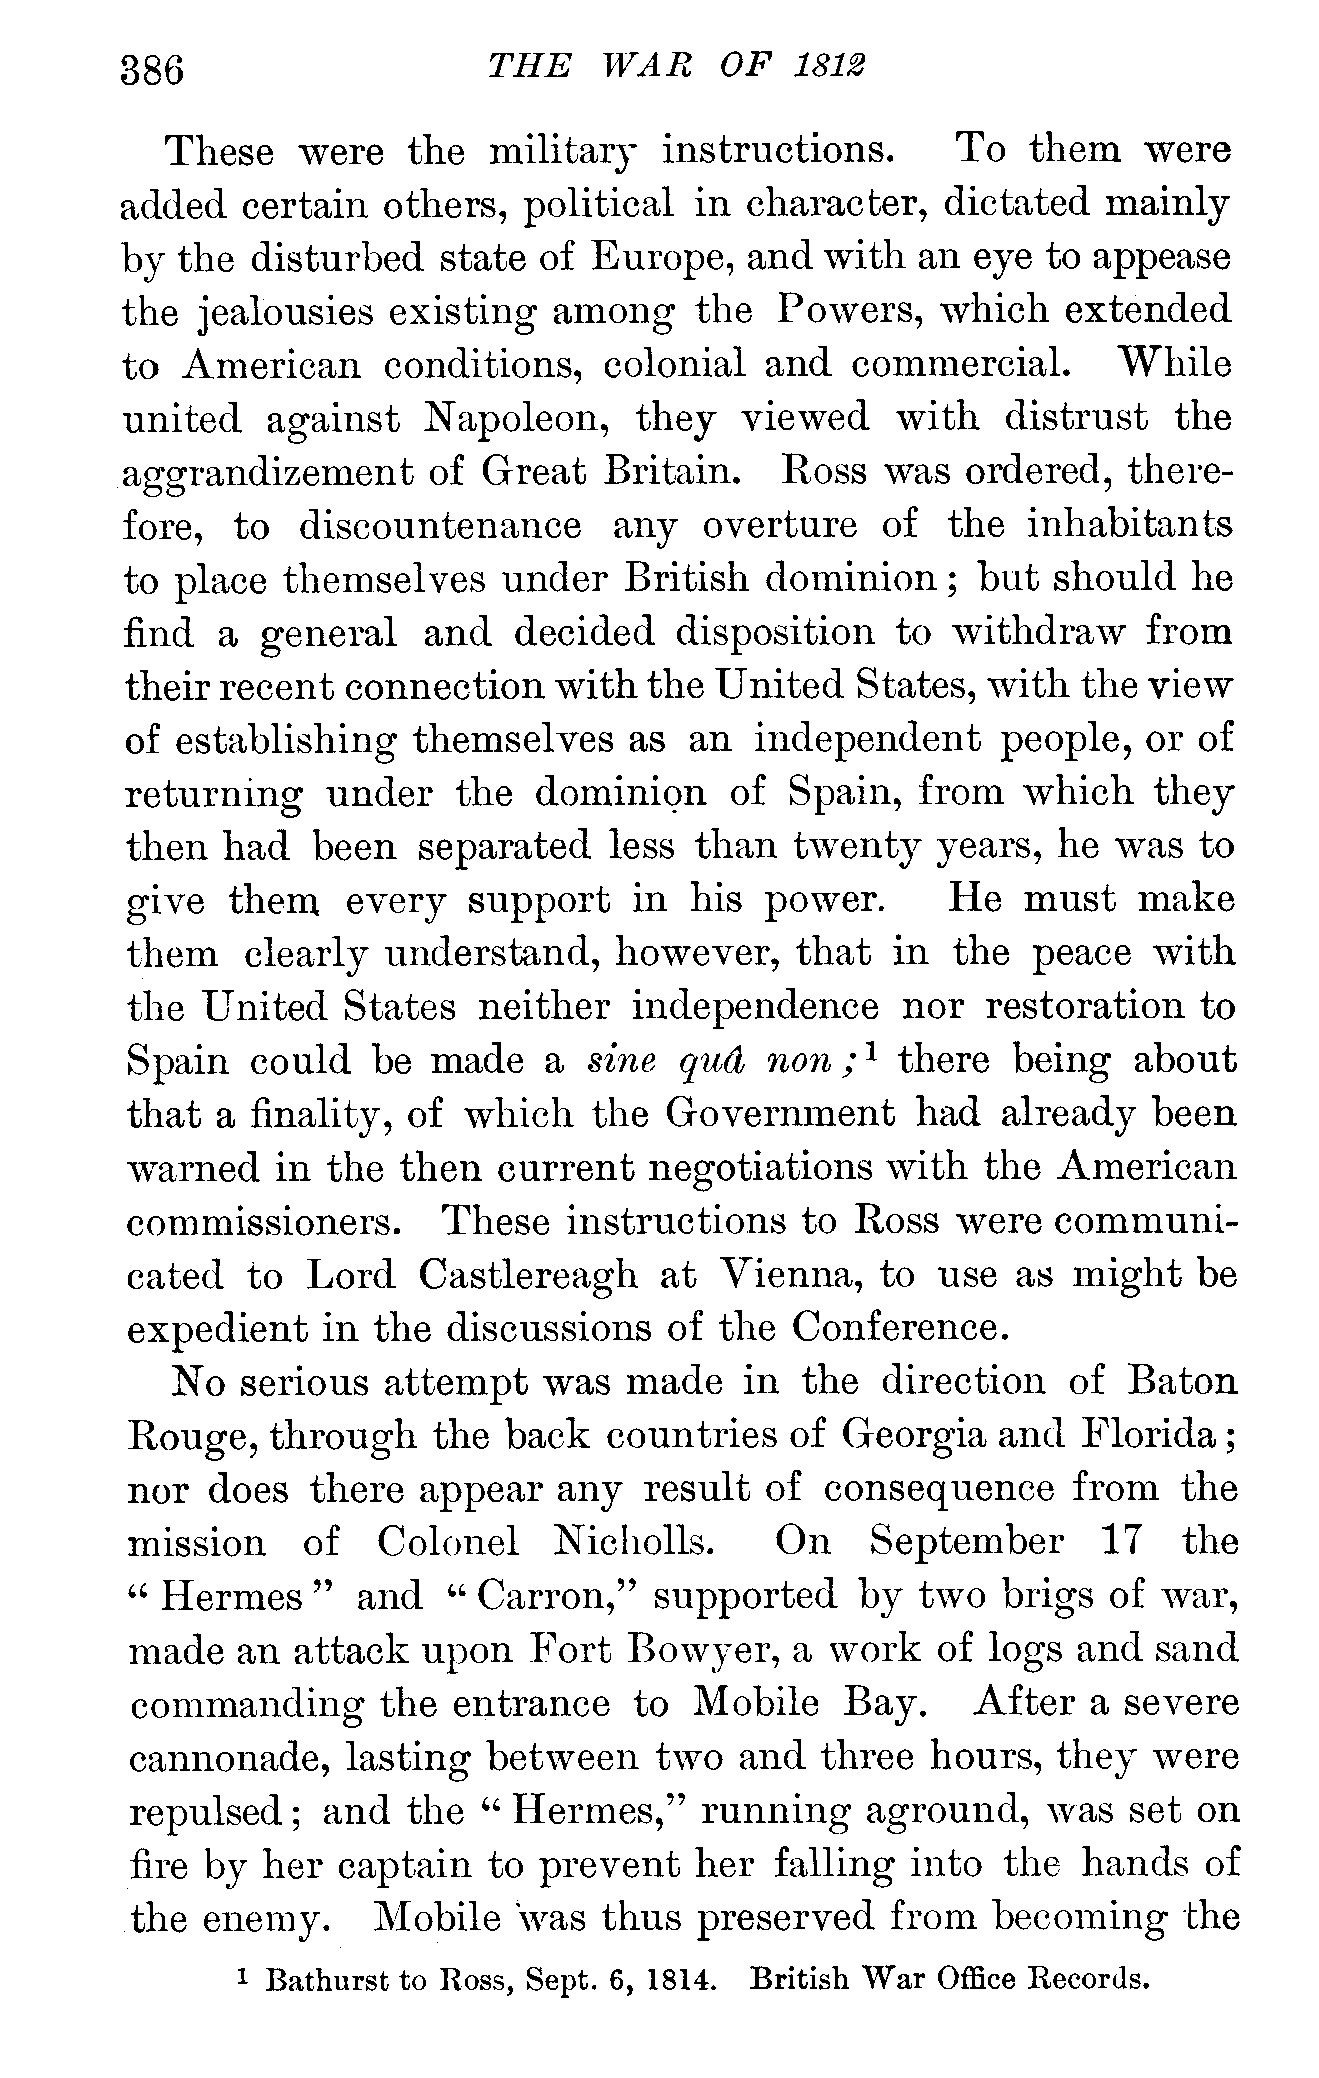 386 THE WAR OF 1812
These were the military instructions. To them were
added certain others, political in character, dictated mainly
by the disturbed state of Europe, and with an eye to appease
the jealousies existing among the Powers, which extended
to American conditions, colonial and commercial. While
united against Napoleon, they viewed with distrust the
aggrandizement of Great Britain. Ross was ordered, there-
fore, to discountenance any overture of the inhabitants
to place themselves under British dominion; but should he
find a general and decided disposition to withdraw from
their recent connection with the United States, with the view
of establishing themselves as an independent people, or of
returning under the dominion of Spain, from which they
then had been separated less than twenty years, he was to
give them every support in his power. He must make
them clearly understand, however, that in the peace with
the United States neither independence nor restoration to
Spain could be made a sine quâ non;¹ there being about
that a finality, of which the Government had already been
warned in the then current negotiations with the American
commissioners. These instructions to Ross were communi-
cated to Lord Castlereagh at Vienna, to use as might be
expedient in the discussions of the Conference.
No serious attempt was made in the direction of Baton
Rouge, through the back countries of Georgia and Florida;
nor does there appear any result of consequence from the
mission of Colonel Nicholls. On September 17 the
“Hermes” and “Carron,” supported by two brigs of war,
made an attack upon Fort Bowyer, a work of logs and sand
commanding the entrance to Mobile Bay. After a severe
cannonade, lasting between two and three hours, they were
repulsed; and the “Hermes,” running aground, was set on
fire by her captain to prevent her falling into the hands of
the enemy. Mobile was thus preserved from becoming the
¹ Bathurst to Ross, Sept. 6, 1814. British War Office Records.